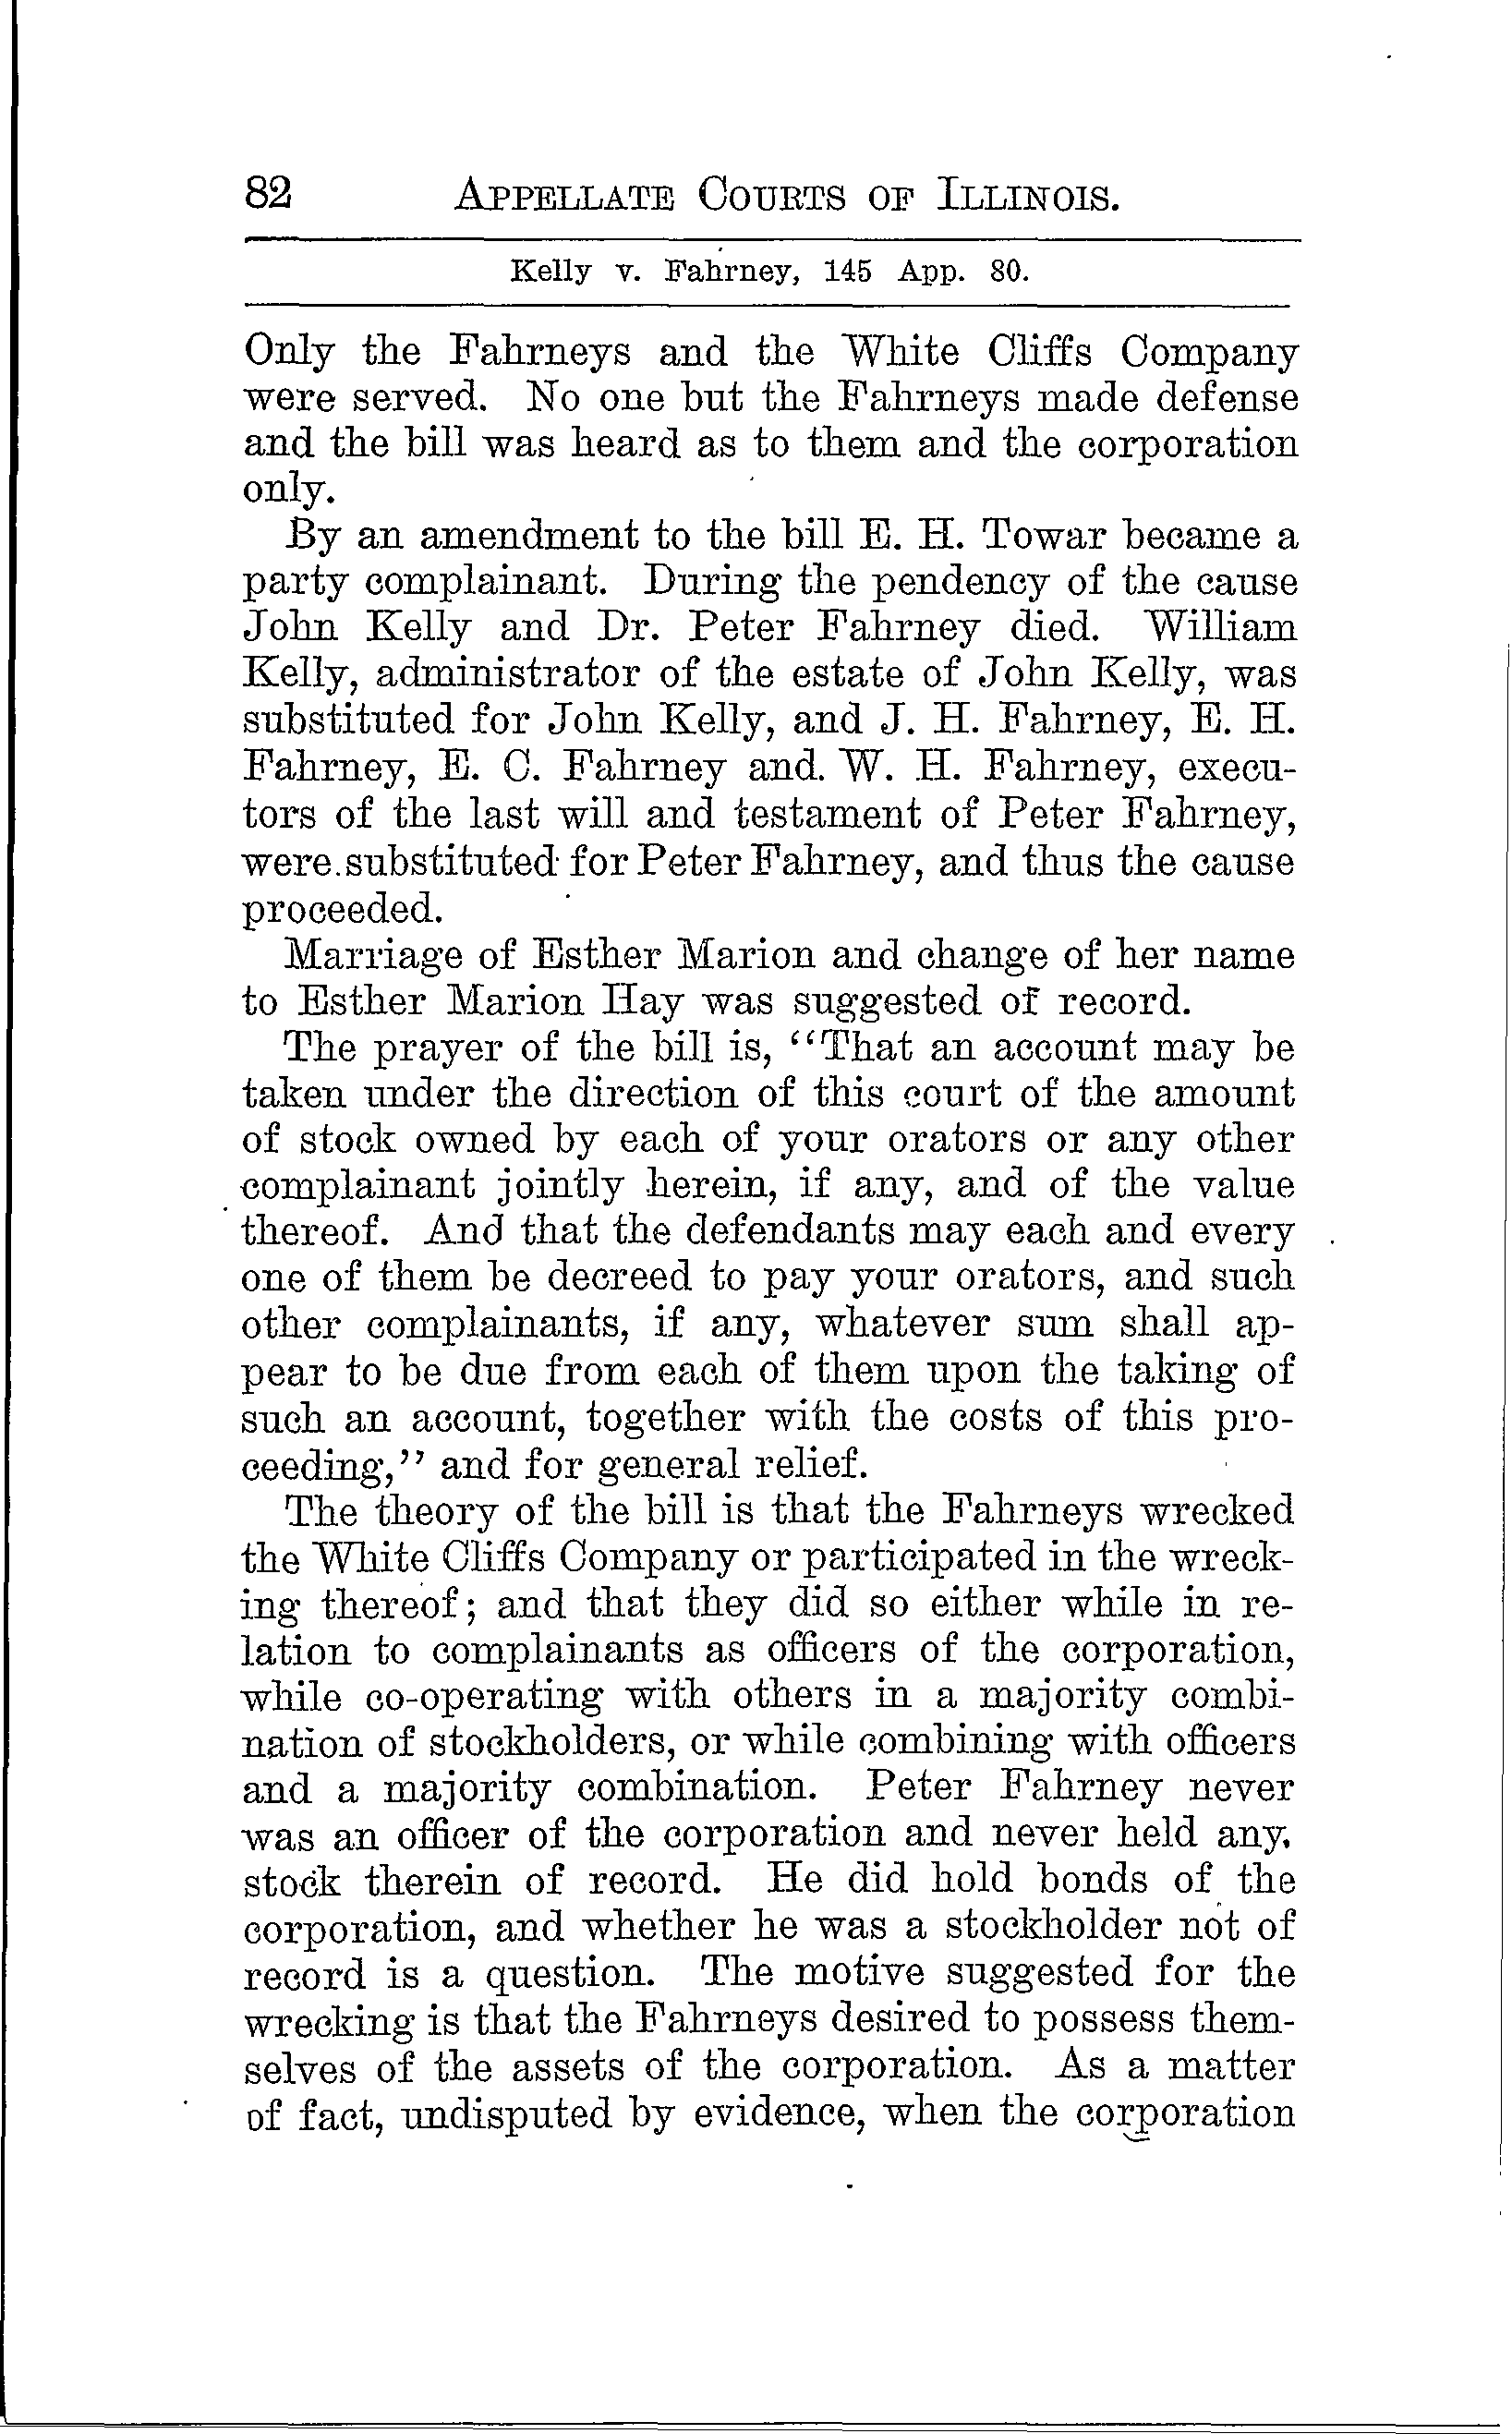 82 APPELLATE COURTS OF ILLINOIS.
Kelly v. Fahrney, 145 App. 80.
Only the Fahrneys and the White Cliffs Company
were served. No one but the Fahrneys made defense
and the bill was heard as to them and the corporation
only.
By an amendment to the bill E. H. Towar became a
party complainant. During the pendency of the cause
John Kelly and Dr. Peter Fahrney died. William
Kelly, administrator of the estate of John Kelly, was
substituted for John Kelly, and J. H. Fahrney, E. H.
Fahrney, E. C. Fahrney and. W. H. Fahrney, execu-
tors of the last will and testament of Peter Fahrney,
were substituted for Peter Fahrney, and thus the cause
proceeded.
Marriage of Esther Marion and change of her name
to Esther Marion Hay was suggested of record.
The prayer of the bill is, "That an account may be
taken under the direction of this court of the amount
of stock owned by each of your orators or any other
complainant jointly herein, if any, and of the value
thereof. And that the defendants may each and every
one of them be decreed to pay your orators, and such
other complainants, if any, whatever sum shall ap-
pear to be due from each of them upon the taking of
such an account, together with the costs of this pro-
ceeding," and for general relief.
The theory of the bill is that the Fahrneys wrecked
the White Cliffs Company or participated in the wreck-
ing thereof; and that they did so either while in re-
lation to complainants as officers of the corporation,
while co-operating with others in a majority combi-
nation of stockholders, or while combining with officers
and a majority combination. Peter Fahrney never
was an officer of the corporation and never held any,
stock therein of record. He did hold bonds of the
corporation, and whether he was a stockholder not of
record is a question. The motive suggested for the
wrecking is that the Fahrneys desired to possess them-
selves of the assets of the corporation. As a matter
of fact, undisputed by evidence, when the corporation